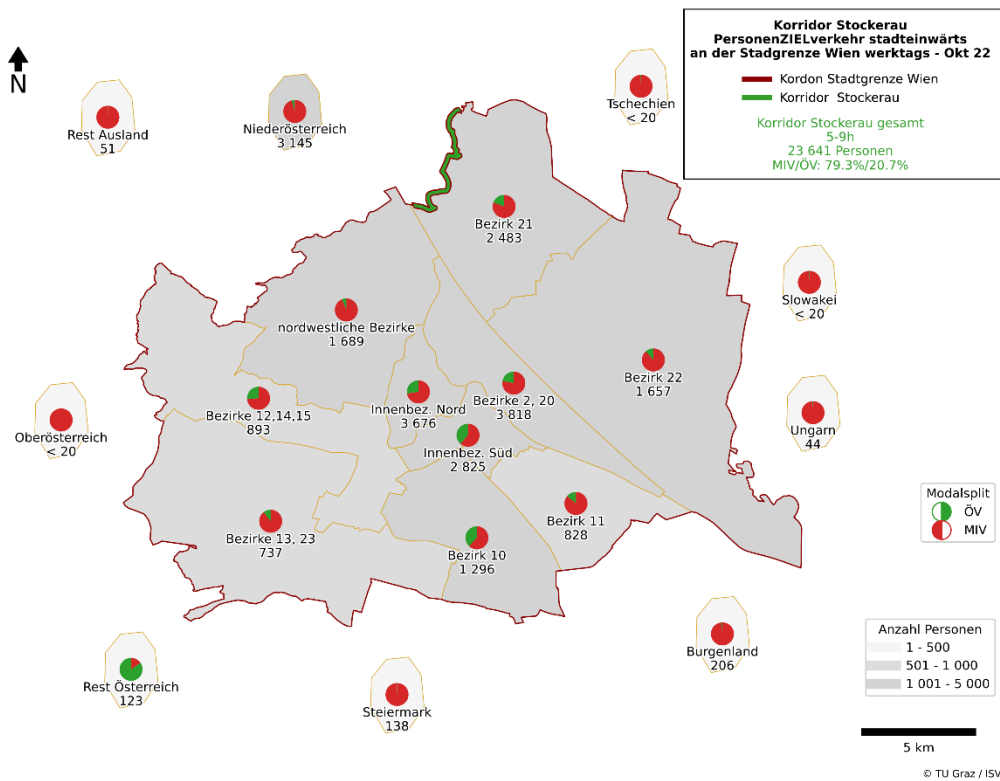 Korridor Stockerau
PersonenZIELverkehr stadteinwärts
an der Stadgrenze Wien werktags - Okt 22
Kordon Stadtgrenze Wien
Korridor Stockerau
Korridor Stockerau gesamt
5-9h
23 641 Personen
MIV/ÖV: 79.3%/20.7%
N
Rest Ausland
51
Niederösterreich
3 145
Tschechien
< 20
Bezirk 21
2 483
Slowakei
< 20
nordwestliche Bezirke
1 689
Bezirk 22
1 657
Bezirke 12,14,15
893
Innenbez. Nord
3 676
Bezirke 2, 20
3 818
Oberösterreich
< 20
Ungarn
44
Innenbez. Süd
2 825
Bezirk 11
828
Bezirke 13, 23
737
Bezirk 10
1 296
Modalsplit
ÖV
MIV
Burgenland
206
Rest Österreich
123
Steiermark
138
Anzahl Personen
1 - 500
501 - 1 000
1 001 - 5 000
5 km
© TU Graz / ISV